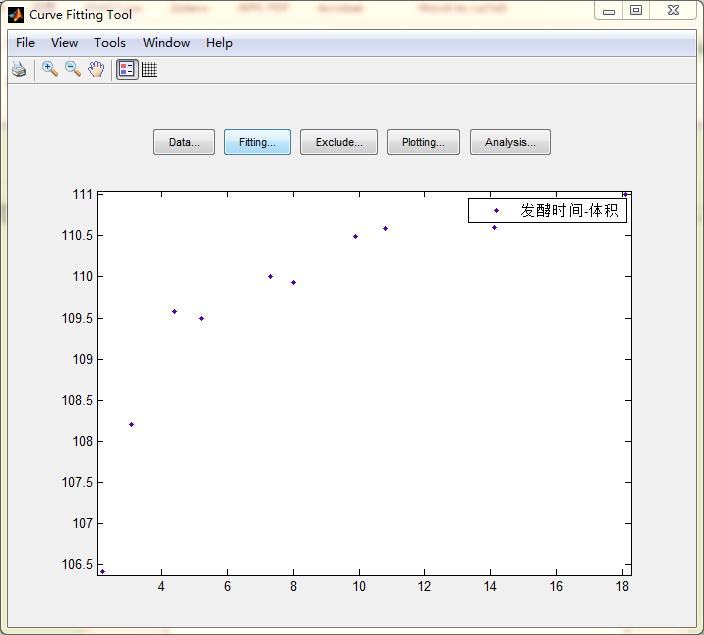 Curve Fitting Tool
File View Tools Window Help
Data... Fitting... Exclude... Plotting... Analysis...
发酵时间-体积
111
110.5
110
109.5
109
108.5
108
107.5
107
106.5
4 6 8 10 12 14 16 18